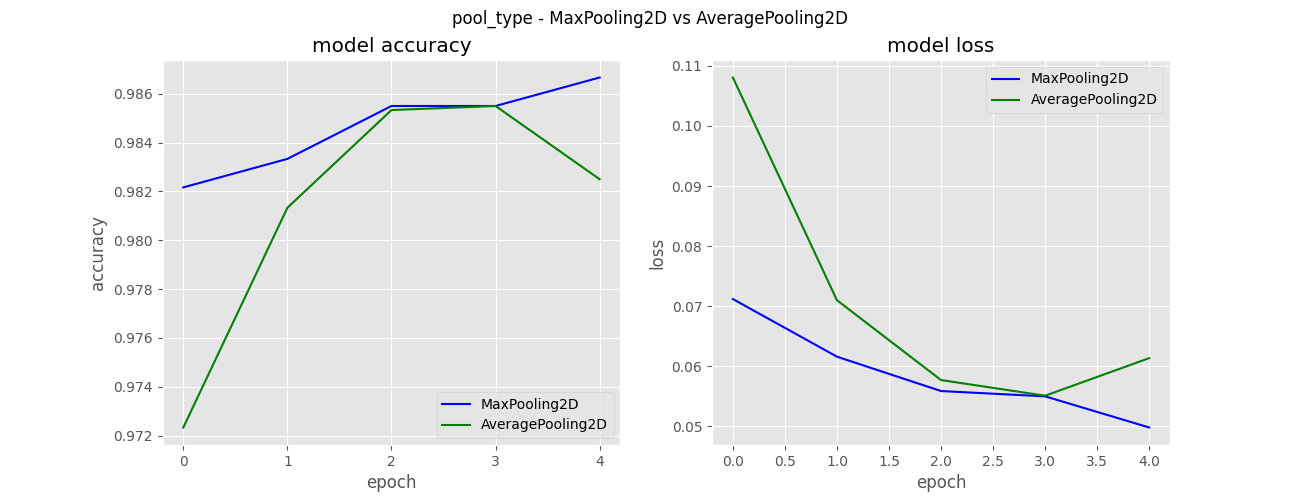 pool_type - MaxPooling2D vs AveragePooling2D
model accuracy
0.986
0.984
0.982
0.980
0.978
0.976
0.974
0.972
accuracy
0 1 2 3 4
epoch
MaxPooling2D
AveragePooling2D
model loss
0.11
0.10
0.09
0.08
0.07
0.06
0.05
loss
0.0 0.5 1.0 1.5 2.0 2.5 3.0 3.5 4.0
epoch
MaxPooling2D
AveragePooling2D